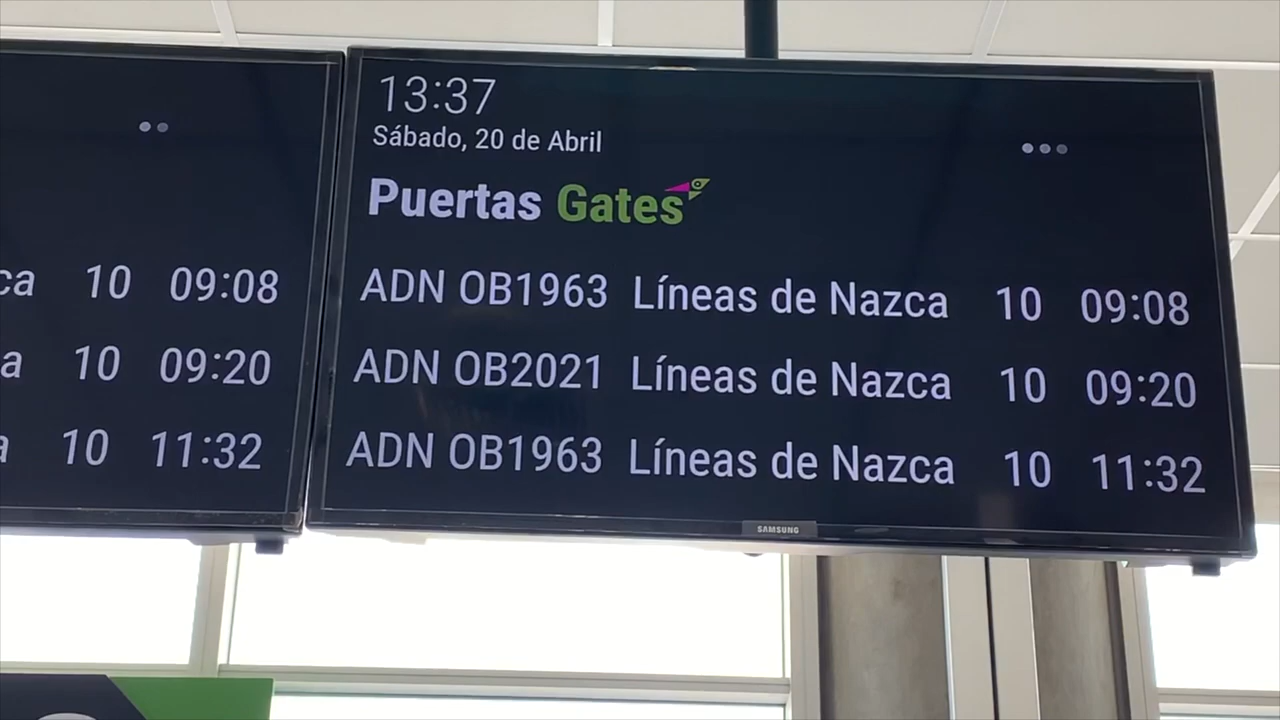 13:37
Sábado, 20 de Abril
Puertas Gates
ADN OB1963 Líneas de Nazca 10 09:08
ADN OB2021 Líneas de Nazca 10 09:20
ADN OB1963 Líneas de Nazca 10 11:32
SAMSUNG
ca 10 09:08
a 10 09:20
a 10 11:32